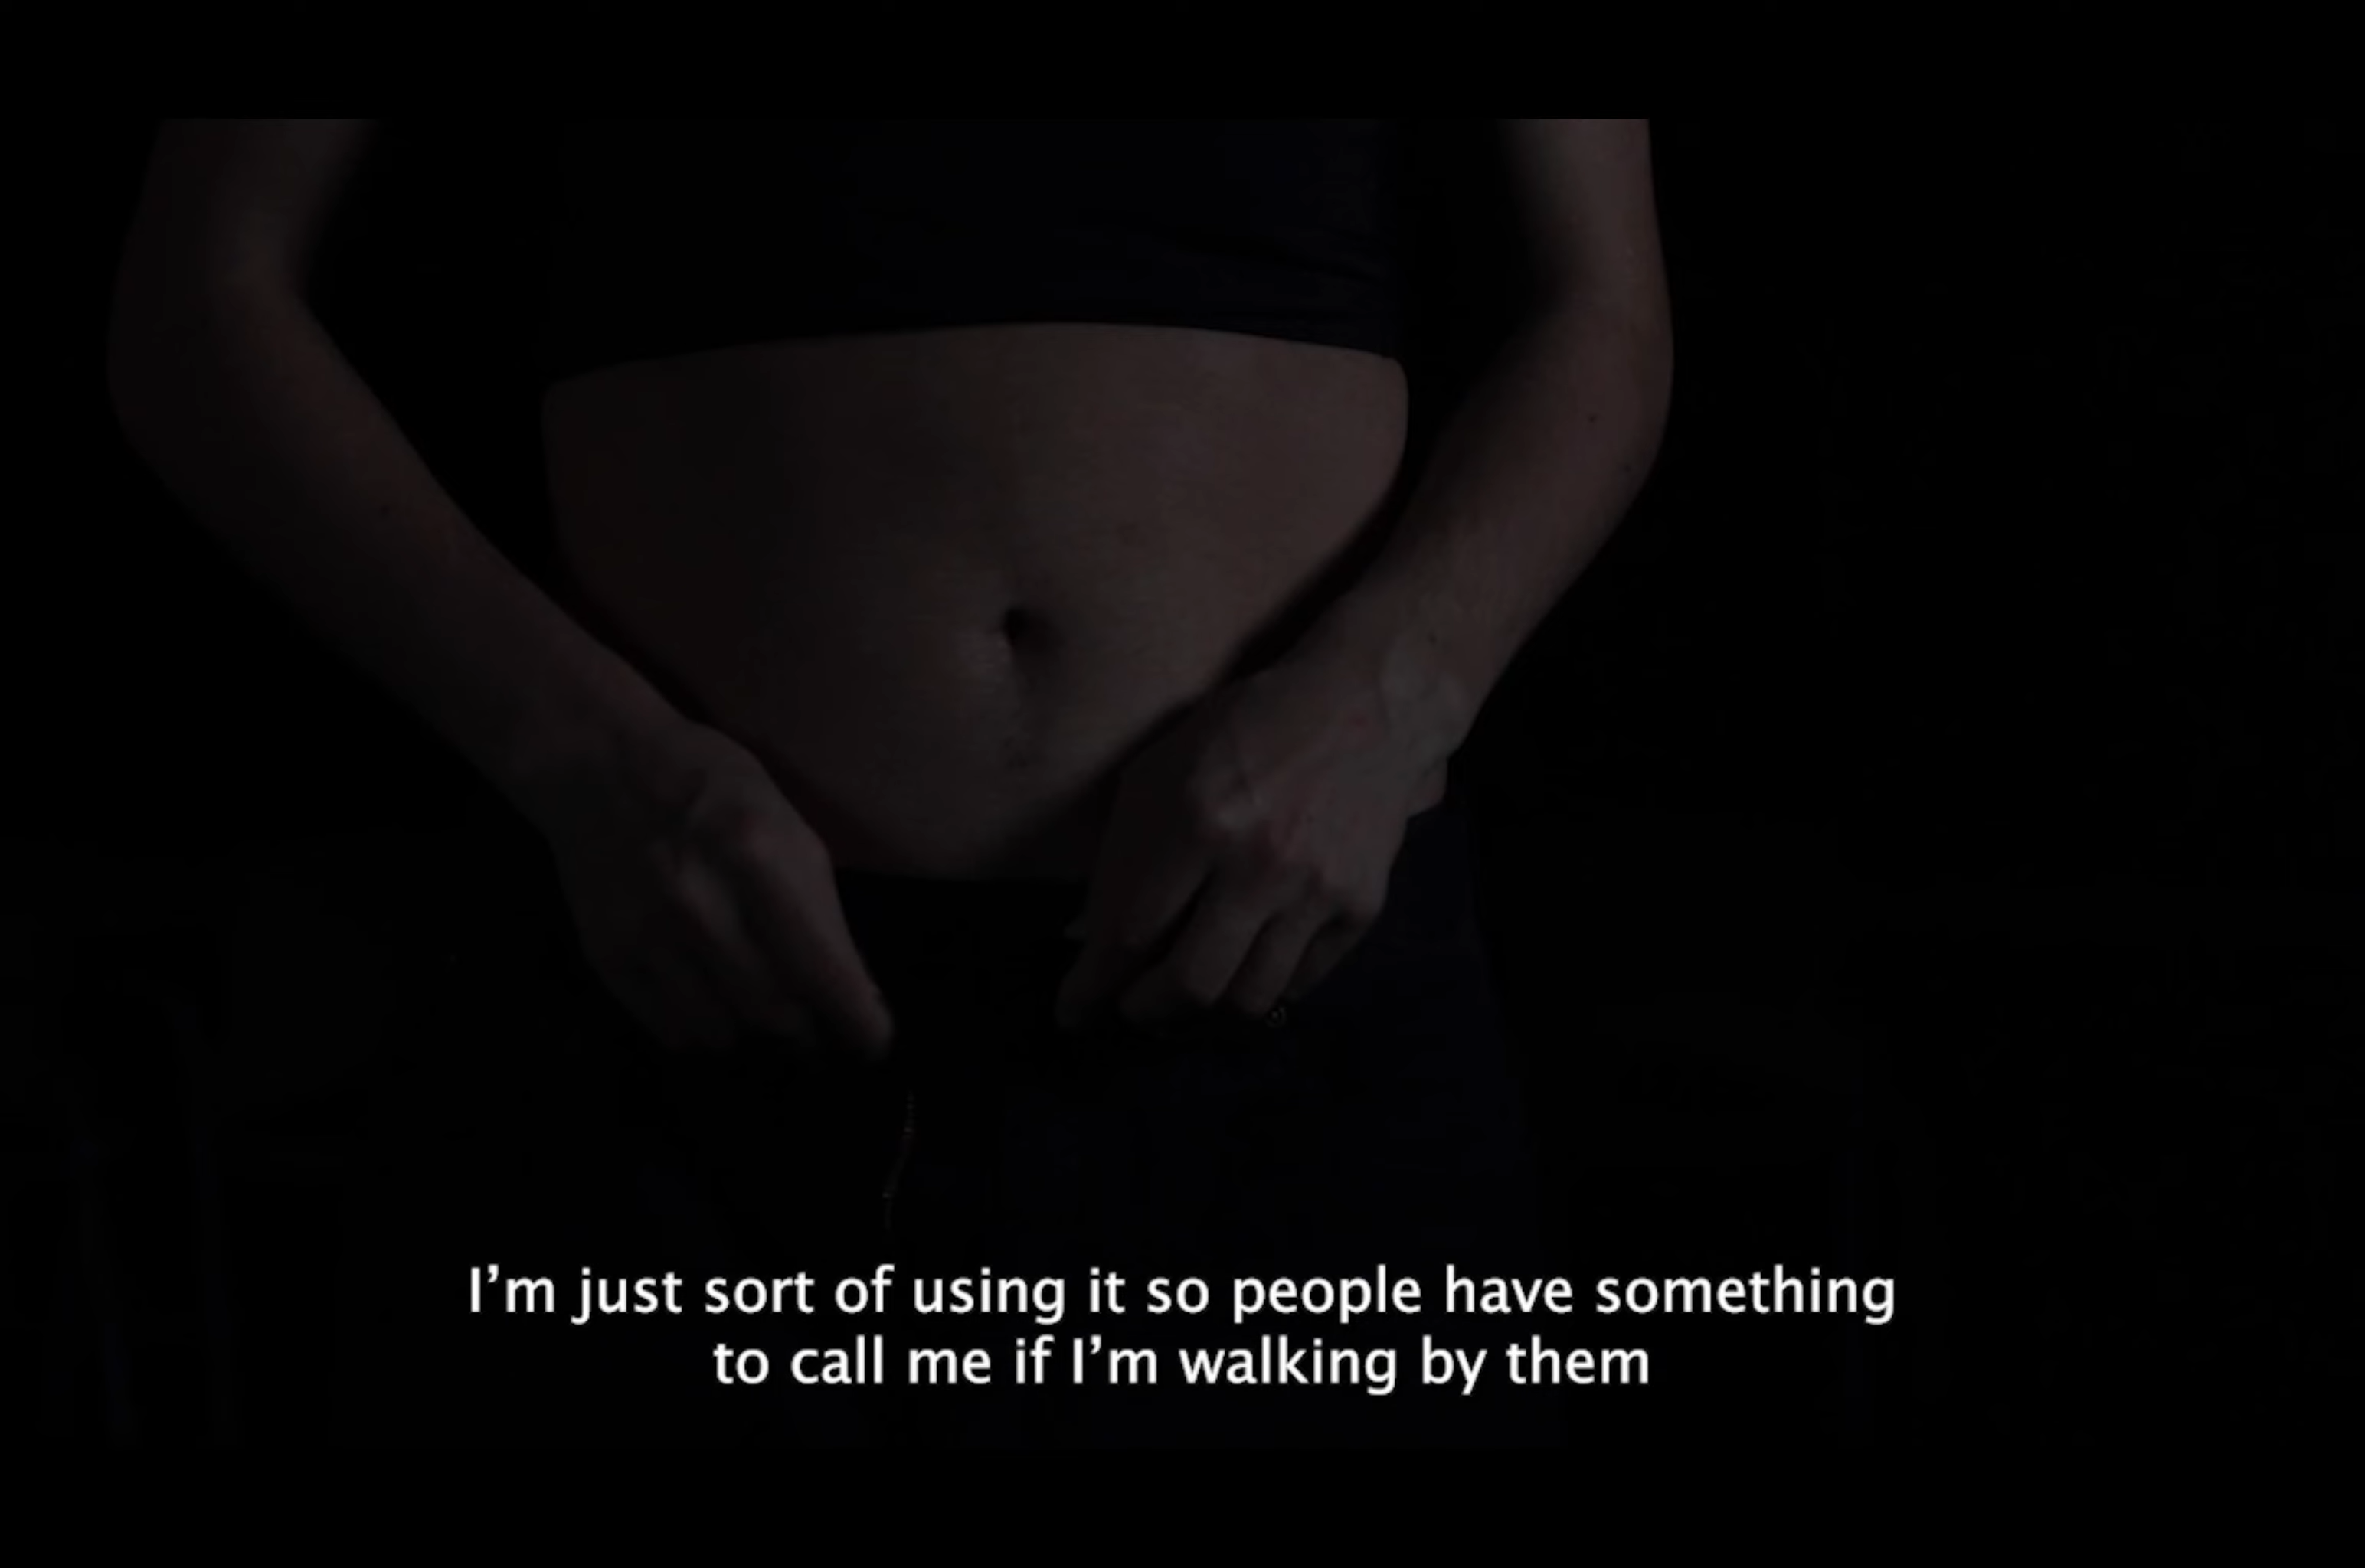 I’m just sort of using it so people have something
to call me if I’m walking by them